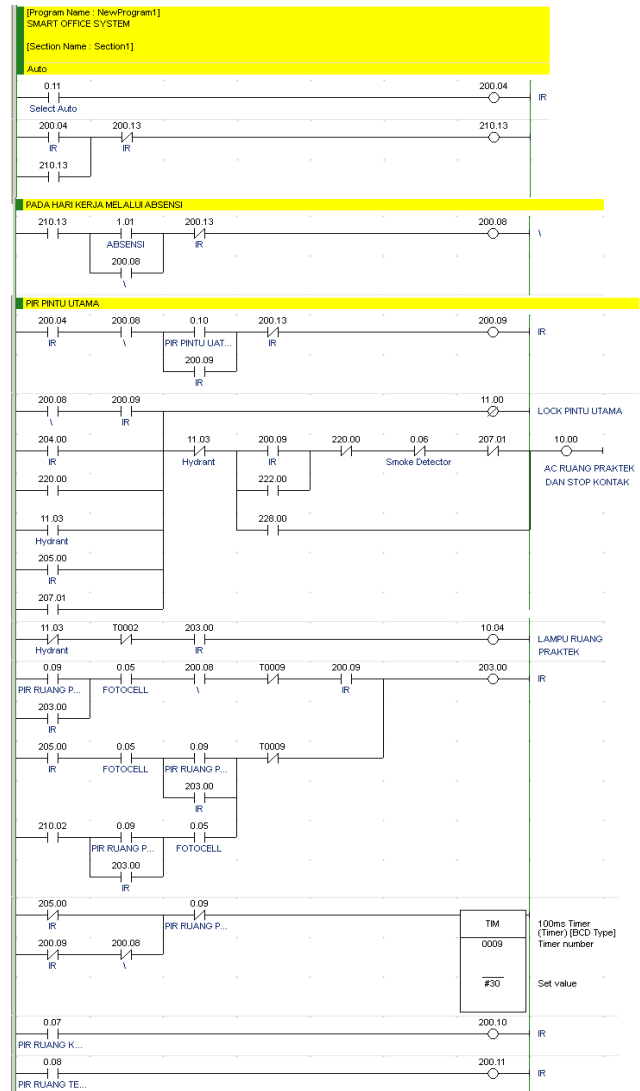 [Program Name : NewProgram1]
SMART OFFICE SYSTEM
[Section Name : Section1]
Auto
0.11 200.04
Select Auto IR
200.04 200.13 210.13
IR IR
210.13
PADA HARI KERJA MELALUI ABSENSI
210.13 1.01 200.13 200.08
ABSENSI IR \
200.08
\
PIR PINTU UTAMA
200.04 200.08 0.10 200.13 200.09
IR \ PIR PINTU UAT... IR IR
200.09
IR
200.08 200.09 11.00
\ IR LOCK PINTU UTAMA
204.00 11.03 200.09 220.00 0.06 207.01 10.00
IR Hydrant IR Smoke Detector
AC RUANG PRAKTEK
220.00 222.00
DAN STOP KONTAK
11.03 228.00
Hydrant
205.00
IR
207.01
11.03 T0002 203.00 10.04
Hydrant IR LAMPU RUANG
PRAKTEK
0.09 0.05 200.08 T0009 200.09 203.00
PIR RUANG P... FOTOCELL \ IR IR
203.00
IR
205.00 0.05 0.09 T0009
IR FOTOCELL PIR RUANG P...
203.00
IR
210.02 0.09 0.05
PIR RUANG P... FOTOCELL
203.00
IR
205.00 0.09
IR PIR RUANG P... TIM 100ms Timer
(Timer) [BCD Type]
200.09 200.08 0009 Timer number
IR \
#30 Set value
0.07 200.10
PIR RUANG K... IR
0.08 200.11
PIR RUANG TE... IR